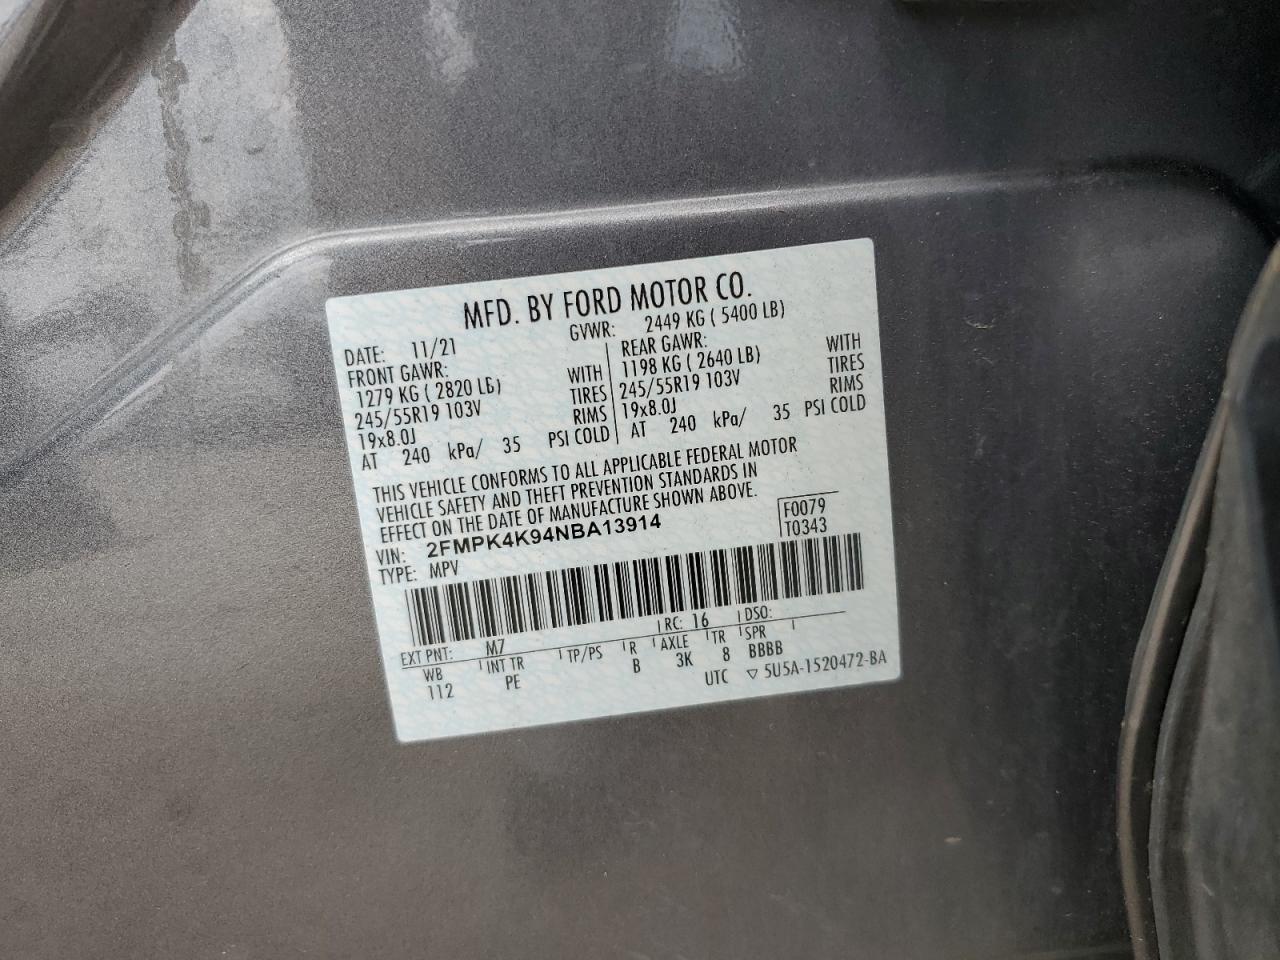 MFD. BY FORD MOTOR CO.
DATE: 11/21 GVWR: 2449 KG ( 5400 LB)
FRONT GAWR: REAR GAWR:
1279 KG ( 2820 LB) WITH 1198 KG ( 2640 LB) WITH
245/55R19 103V TIRES 245/55R19 103V TIRES
19x8.0J RIMS 19x8.0J RIMS
AT 240 kPa/ 35 PSI COLD AT 240 kPa/ 35 PSI COLD
THIS VEHICLE CONFORMS TO ALL APPLICABLE FEDERAL MOTOR
VEHICLE SAFETY AND THEFT PREVENTION STANDARDS IN
EFFECT ON THE DATE OF MANUFACTURE SHOWN ABOVE.
VIN: 2FMPK4K94NBA13914 F0079
TYPE: MPV T0343
EXT PNT: M7 RC: 16 DSO:
WB INT TR TP/PS R AXLE TR SPR
112 PE B 3K 8 BBBB
UTC ▽ 5U5A-1520472-BA